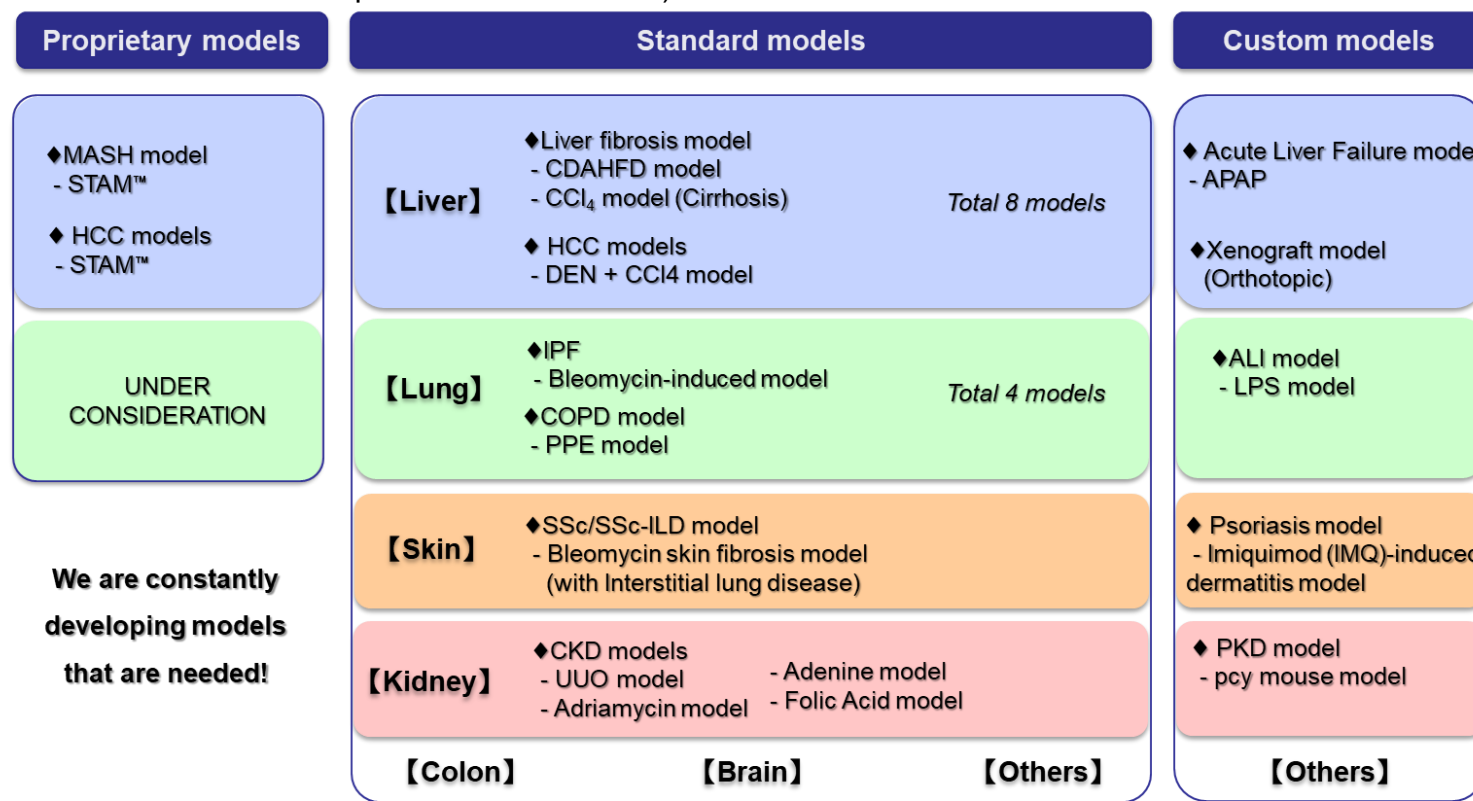 Proprietary models
Standard models
Custom models
♦MASH model
- STAM™
♦ HCC models
- STAM™
【Liver】
♦Liver fibrosis model
- CDAHFD model
- CCl₄ model (Cirrhosis)
♦ HCC models
- DEN + CCl4 model
Total 8 models
♦ Acute Liver Failure mode
- APAP
♦Xenograft model
(Orthotopic)
UNDER
CONSIDERATION
【Lung】
♦IPF
- Bleomycin-induced model
♦COPD model
- PPE model
Total 4 models
♦ALI model
- LPS model
We are constantly
developing models
that are needed!
【Skin】
♦SSc/SSc-ILD model
- Bleomycin skin fibrosis model
(with Interstitial lung disease)
♦ Psoriasis model
- Imiquimod (IMQ)-induced
dermatitis model
【Kidney】
♦CKD models
- UUO model
- Adriamycin model
- Adenine model
- Folic Acid model
♦ PKD model
- pcy mouse model
【Colon】
【Brain】
【Others】
【Others】